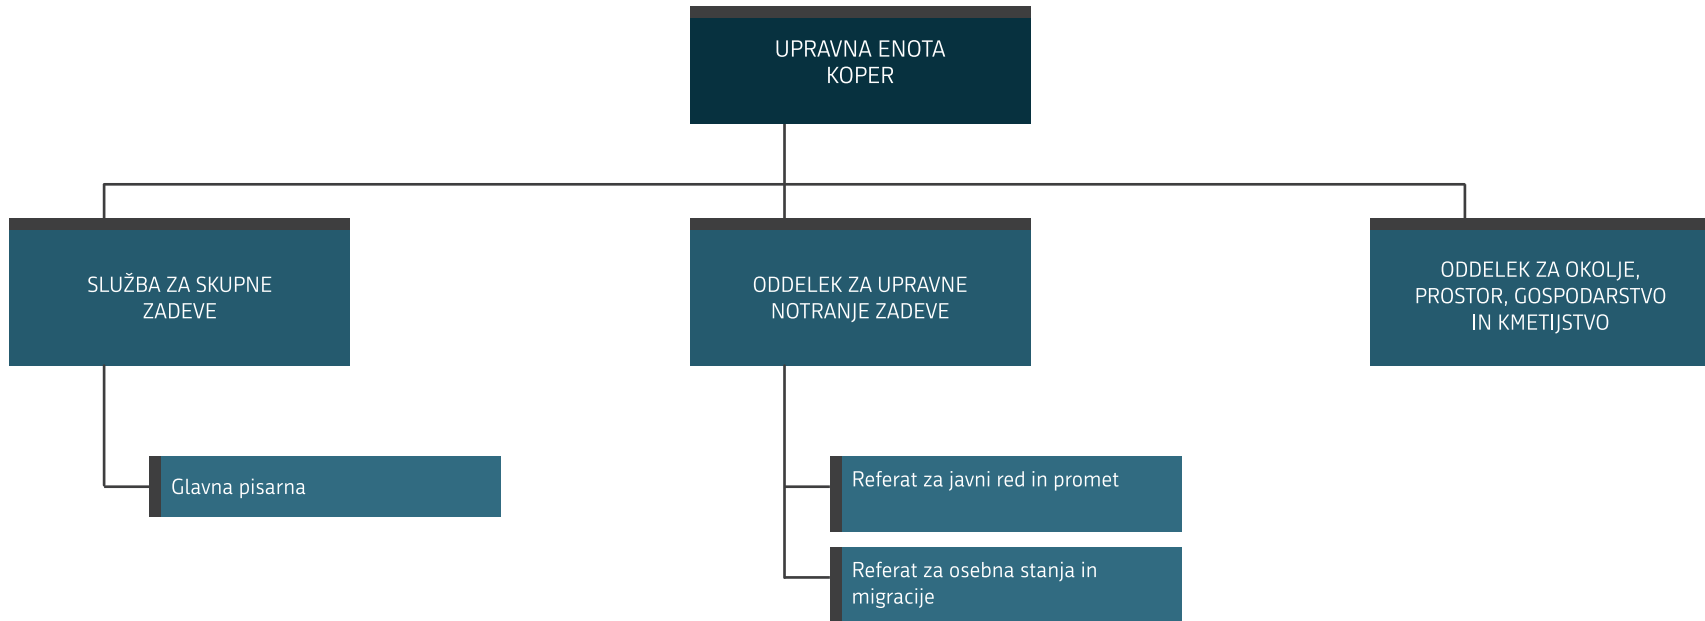 UPRAVNA ENOTA
KOPER
SLUŽBA ZA SKUPNE
ZADEVE
ODDELEK ZA UPRAVNE
NOTRANJE ZADEVE
ODDELEK ZA OKOLJE,
PROSTOR, GOSPODARSTVO
IN KMETIJSTVO
Glavna pisarna
Referat za javni red in promet
Referat za osebna stanja in
migracije